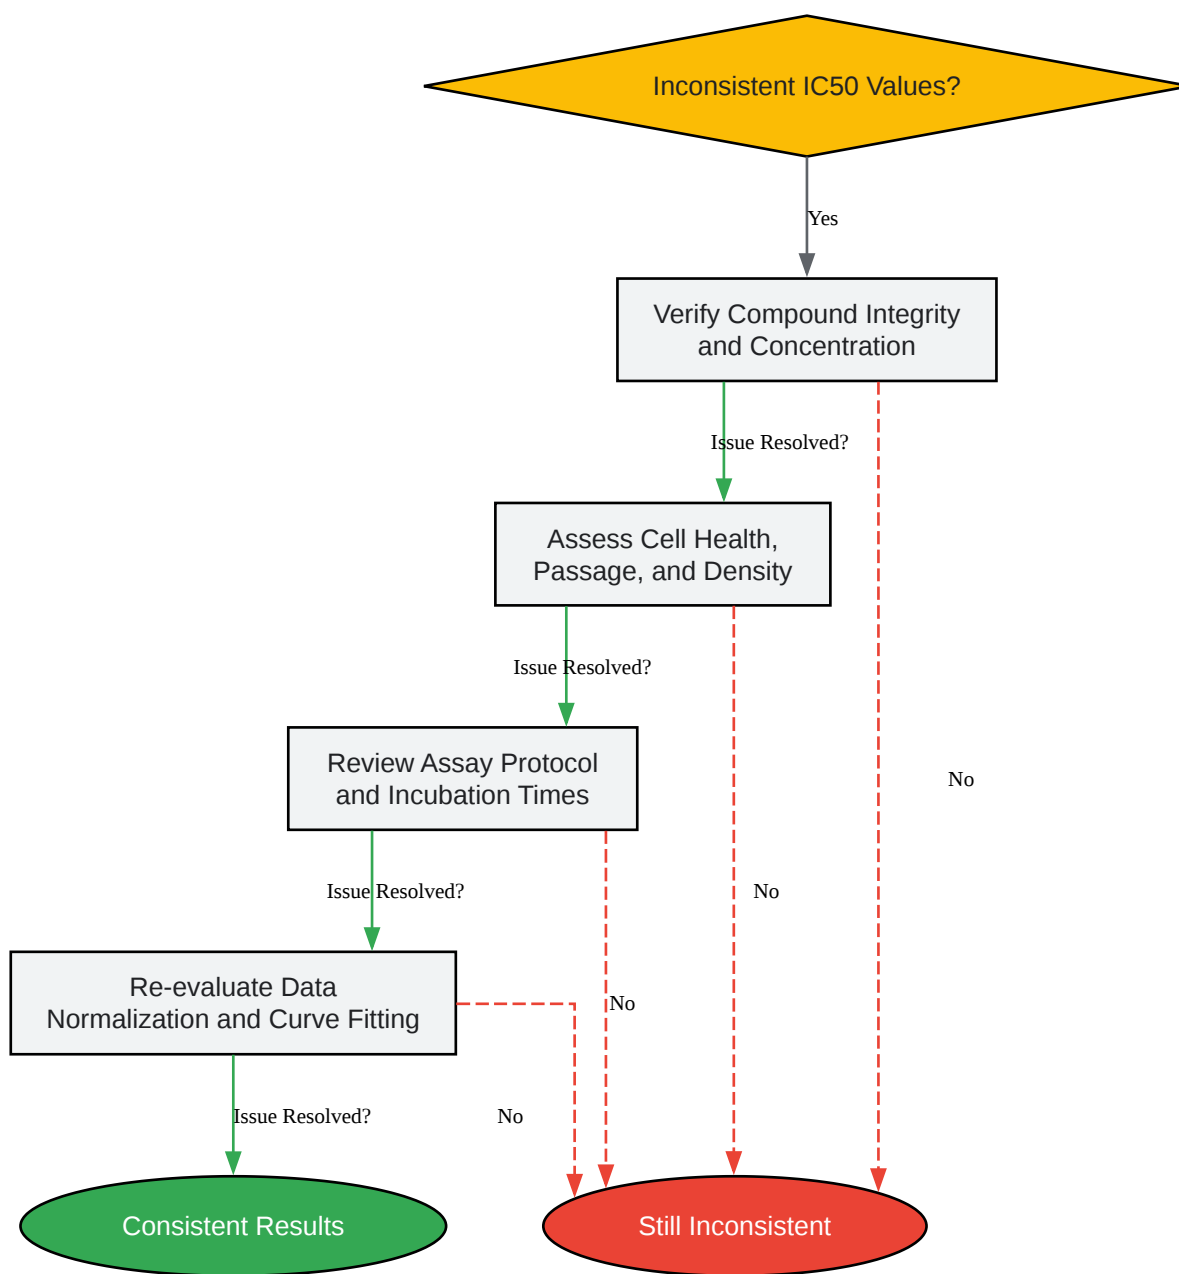 Inconsistent IC50 Values?
Yes
Verify Compound Integrity
and Concentration
Issue Resolved?
Assess Cell Health,
Passage, and Density
Issue Resolved?
Review Assay Protocol
and Incubation Times
No
Issue Resolved?
No
Re-evaluate Data
Normalization and Curve Fitting
No
Issue Resolved?
No
Consistent Results
Still Inconsistent